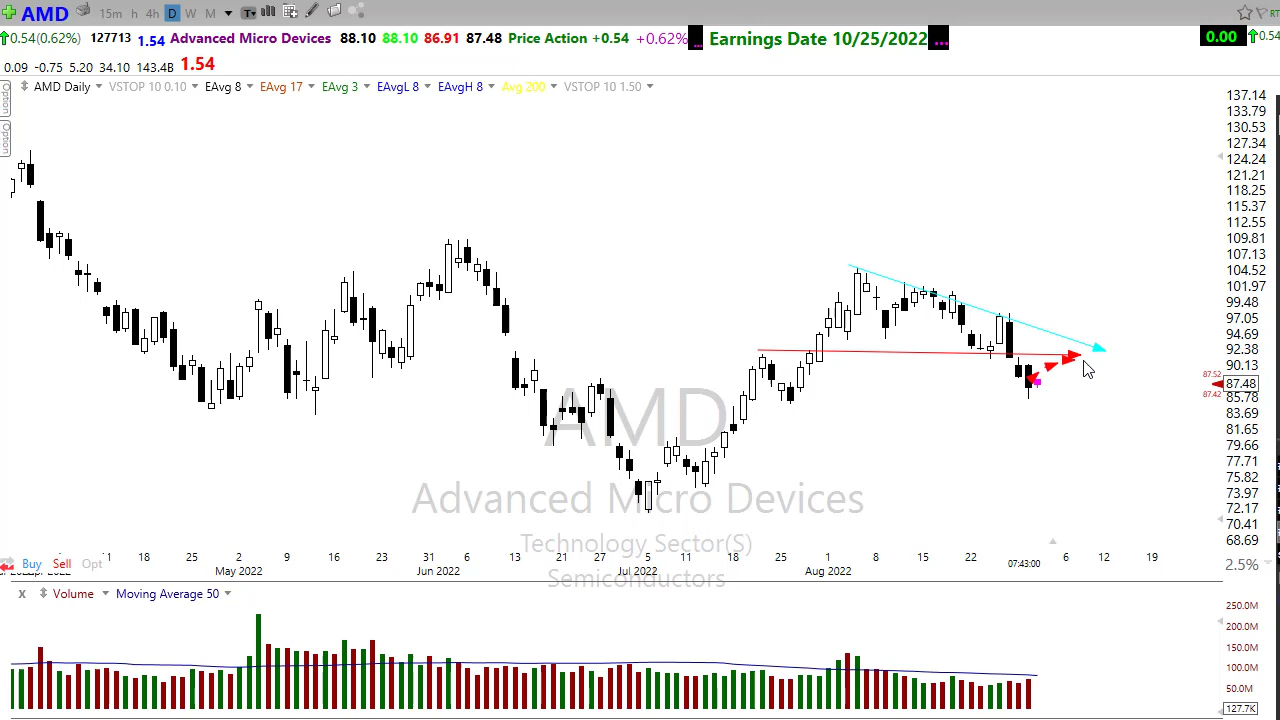 AMD 15m h 4h D W M T
0.54(0.62%) 127713 1.54 Advanced Micro Devices 88.10 88.10 86.91 87.48 Price Action +0.54 +0.62% ... Earnings Date 10/25/2022 ... 0.00 0.54
0.09 -0.75 5.20 34.10 143.4B 1.54
Option
Option
AMD Daily VSTOP 10 0.10 EAvg 8 EAvg 17 EAvg 3 EAvgL 8 EAvgH 8 Avg 200 VSTOP 10 1.50
137.14
133.79
130.53
127.34
124.24
121.21
118.25
115.37
112.55
109.81
107.13
104.52
101.97
99.48
97.05
94.69
92.38
90.13
87.52
87.48
87.42
85.78
83.69
81.65
79.66
77.71
75.82
73.97
72.17
70.41
68.69
AMD
Advanced Micro Devices
Technology Sector(S)
Semiconductors
11 18 25 2 9 16 23 31 6 13 21 27 5 11 18 25 1 8 15 22 6 12 19
Buy Sell Opt 2.5%
May 2022 Jun 2022 Jul 2022 Aug 2022 07:43:00
X Volume Moving Average 50
250.0M
200.0M
150.0M
100.0M
50.0M
127.7K